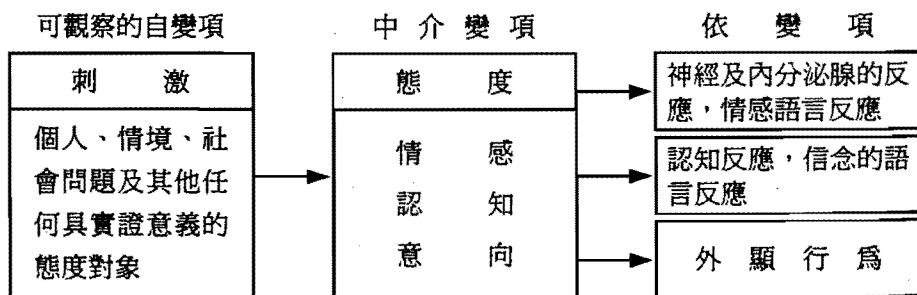 可觀察的自變項
中介變項
依變項
刺激
個人、情境、社
會問題及其他任
何具實證意義的
態度對象
態度
情感
認知
意向
神經及內分泌腺的反
應，情感語言反應
認知反應，信念的語
言反應
外顯行為